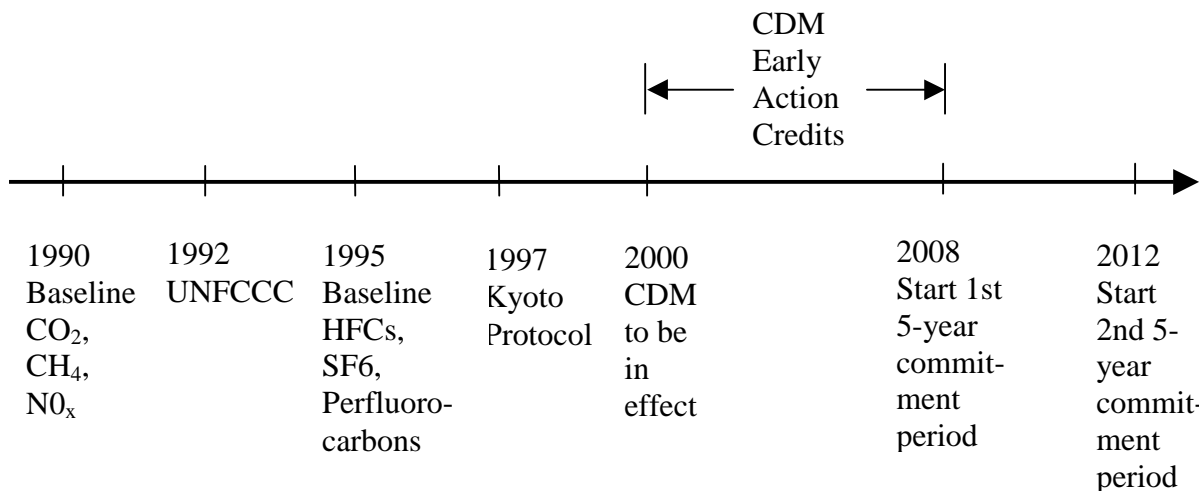 CDM
Early
Action
Credits
1990
Baseline
CO₂,
CH₄,
N0ₓ
1992
UNFCCC
1995
Baseline
HFCs,
SF6,
Perfluoro-
carbons
1997
Kyoto
Protocol
2000
CDM
to be
in
effect
2008
Start 1st
5-year
commit-
ment
period
2012
Start
2nd 5-
year
commit-
ment
period